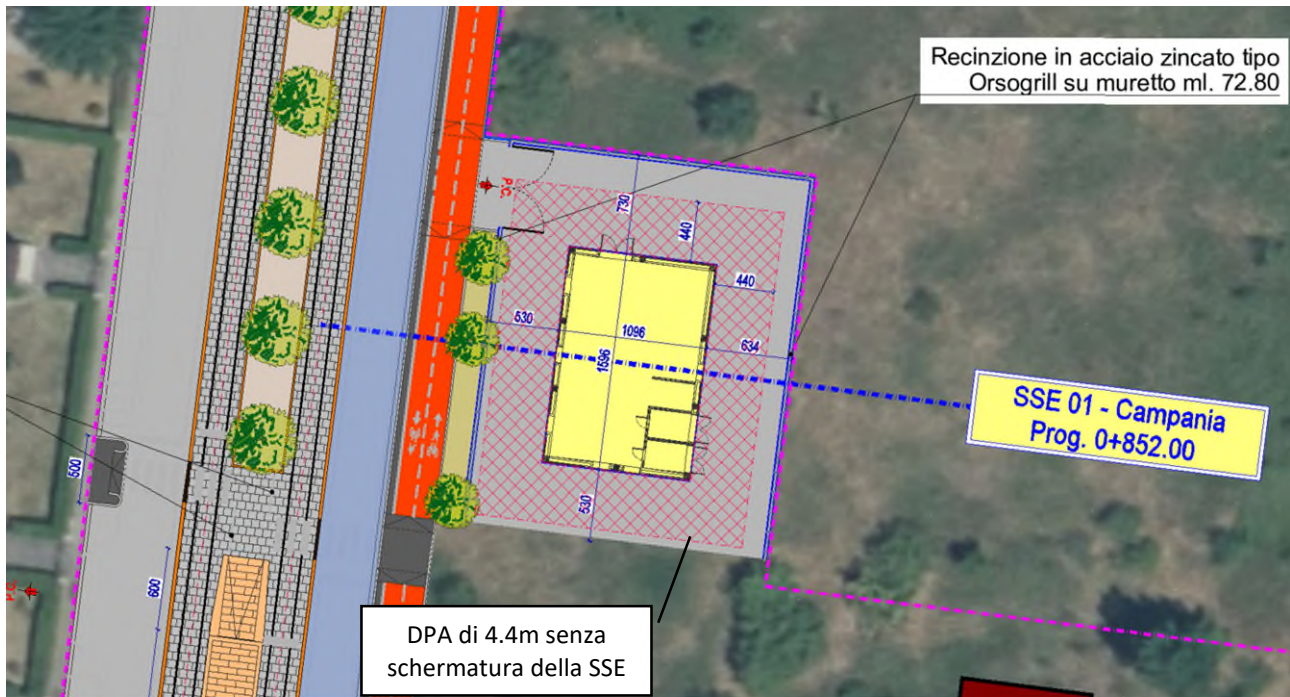 Recinzione in acciaio zincato tipo
Orsogrill su muretto ml. 72.80
P.C.
730
440
440
530
1096
634
1596
SSE 01 - Campania
Prog. 0+852.00
500
530
600
DPA di 4.4m senza
schermatura della SSE